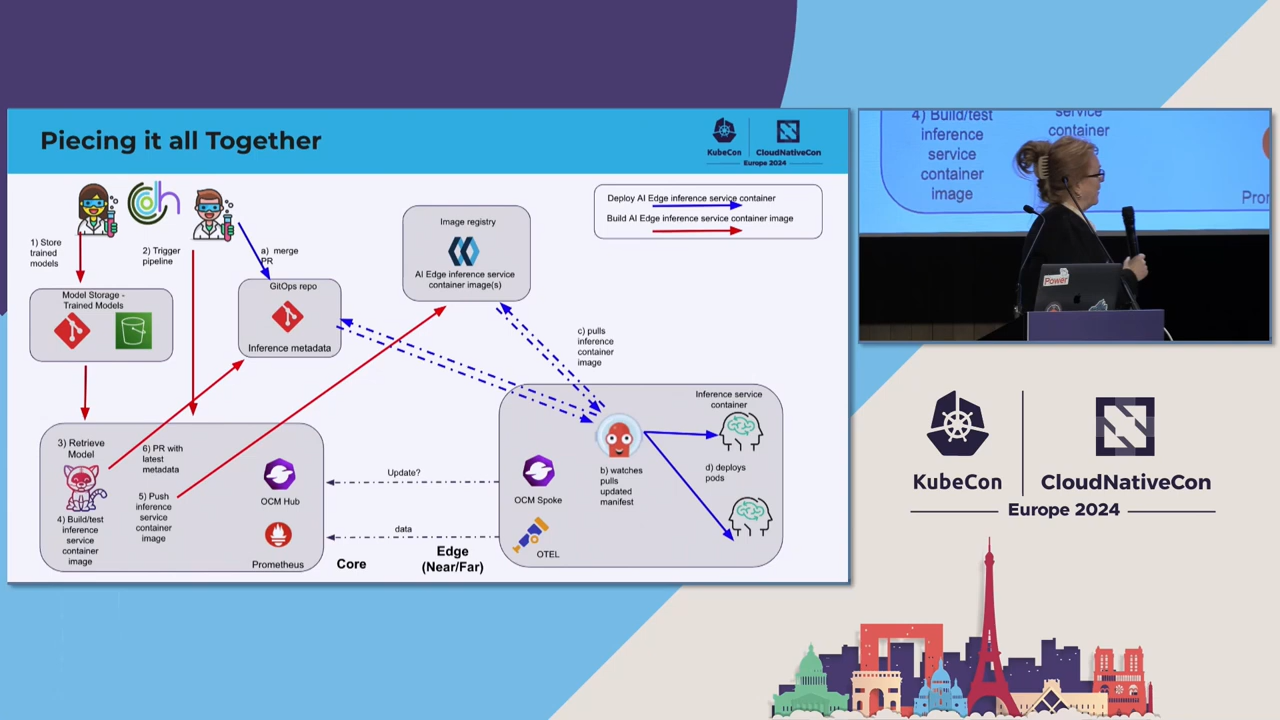 Piecing it all Together
KubeCon
CloudNativeCon
Europe 2024
1) Store
trained
models
2) Trigger
pipeline
a) merge
PR
Model Storage -
Trained Models
GitOps repo
Inference metadata
Image registry
AI Edge inference service
container image(s)
Deploy AI Edge inference service container
Build AI Edge inference service container image
c) pulls
inference
container
image
3) Retrieve
Model
4) Build/test
inference
service
container
image
6) PR with
latest
metadata
5) Push
inference
service
container
image
OCM Hub
Prometheus
Update?
data
Core
Edge
(Near/Far)
OCM Spoke
OTEL
b) watches
pulls
updated
manifest
Inference service
container
d) deploys
pods
4) Build/test
inference
service
container
image
service
container
Power
KubeCon
CloudNativeCon
Europe 2024